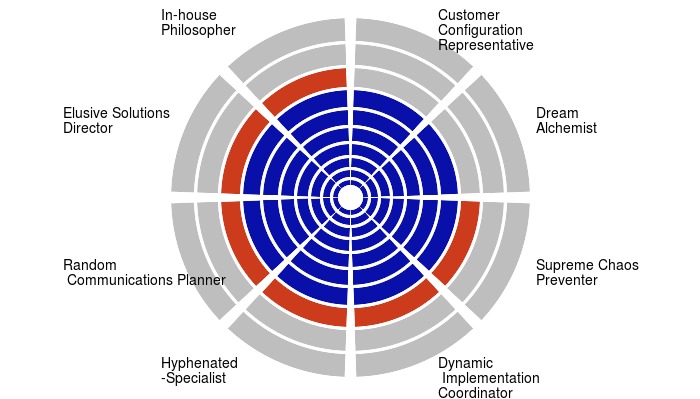 In-house
Philosopher
Customer
Configuration
Representative
Elusive Solutions
Director
Dream
Alchemist
Random
Communications Planner
Supreme Chaos
Preventer
Hyphenated
-Specialist
Dynamic
Implementation
Coordinator